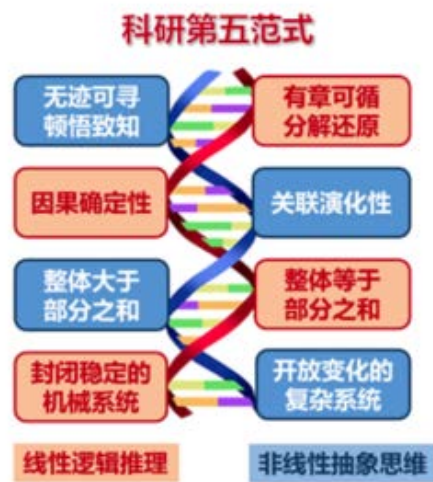 科研第五范式
无迹可寻
顿悟致知
有章可循
分解还原
因果确定性
关联演化性
整体大于
部分之和
整体等于
部分之和
封闭稳定的
机械系统
开放变化的
复杂系统
线性逻辑推理
非线性抽象思维